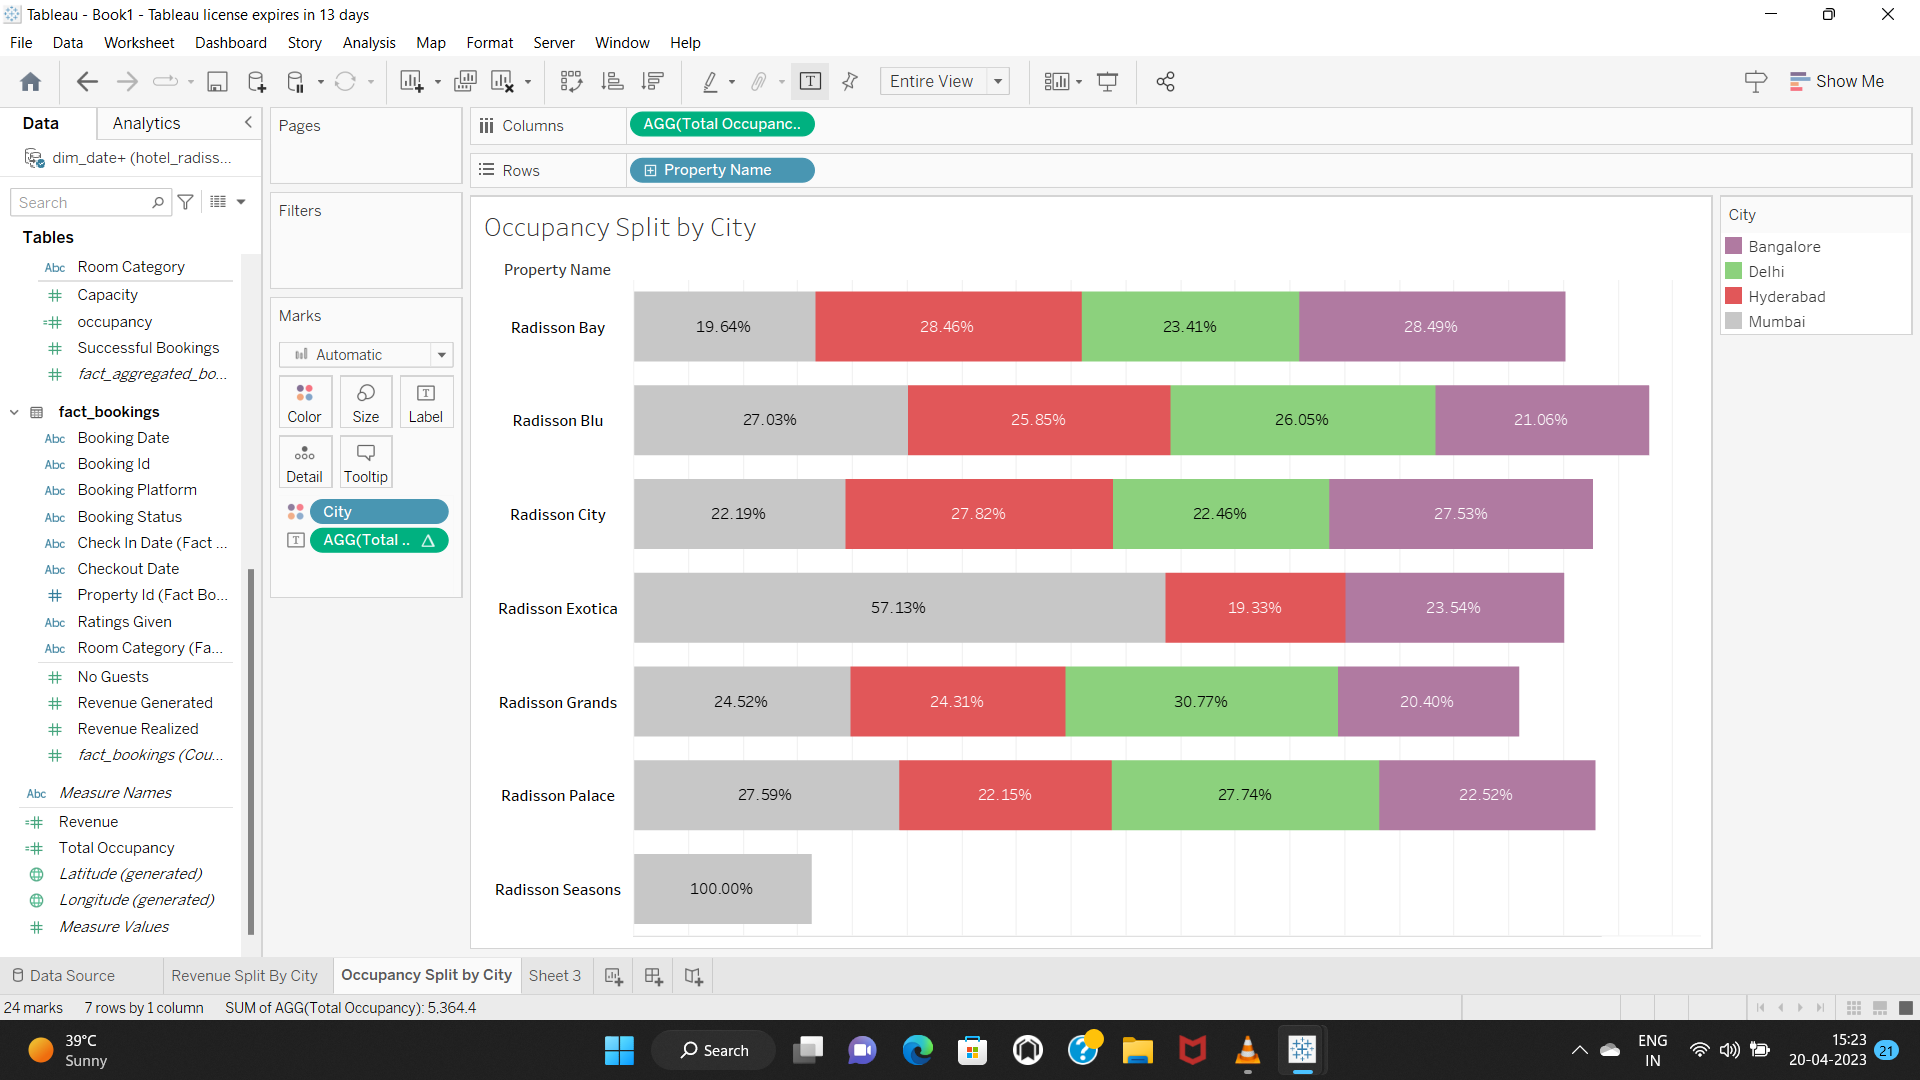 Tableau - Book1 - Tableau license expires in 13 days
File Data Worksheet Dashboard Story Analysis Map Format Server Window Help
Entire View
Show Me
Data Analytics
dim_date+ (hotel_radiss...
Search
Tables
Abc Room Category
# Capacity
=# occupancy
# Successful Bookings
# fact_aggregated_bo...
fact_bookings
Abc Booking Date
Abc Booking Id
Abc Booking Platform
Abc Booking Status
Abc Check In Date (Fact ...
Abc Checkout Date
# Property Id (Fact Bo...
Abc Ratings Given
Abc Room Category (Fa...
# No Guests
# Revenue Generated
# Revenue Realized
# fact_bookings (Cou...
Abc Measure Names
=# Revenue
=# Total Occupancy
Latitude (generated)
Longitude (generated)
# Measure Values
Pages
Filters
Marks
Automatic
Color Size Label
Detail Tooltip
City
AGG(Total ..
Columns AGG(Total Occupanc..
Rows Property Name
Occupancy Split by City
Property Name
Radisson Bay 19.64% 28.46% 23.41% 28.49%
Radisson Blu 27.03% 25.85% 26.05% 21.06%
Radisson City 22.19% 27.82% 22.46% 27.53%
Radisson Exotica 57.13% 19.33% 23.54%
Radisson Grands 24.52% 24.31% 30.77% 20.40%
Radisson Palace 27.59% 22.15% 27.74% 22.52%
Radisson Seasons 100.00%
City
Bangalore
Delhi
Hyderabad
Mumbai
Data Source Revenue Split By City Occupancy Split by City Sheet 3
24 marks 7 rows by 1 column SUM of AGG(Total Occupancy): 5,364.4
39°C
Sunny
Search
ENG
IN
15:23
20-04-2023
21